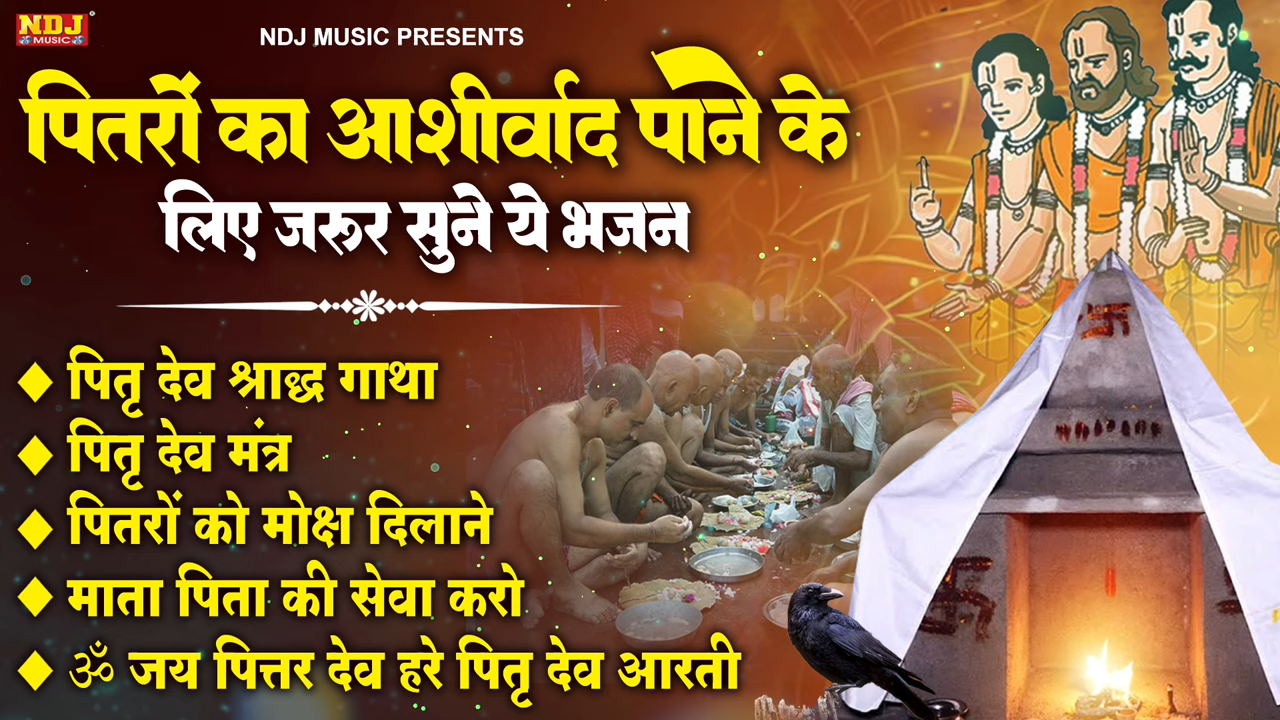 NDJ
MUSIC
NDJ MUSIC PRESENTS
पितरों का आशीर्वाद पाने के
लिए जरूर सुने ये भजन
पितृ देव श्राद्ध गाथा
पितृ देव मंत्र
पितरों को मोक्ष दिलाने
माता पिता की सेवा करो
ॐ जय पित्तर देव हरे पितृ देव आरती